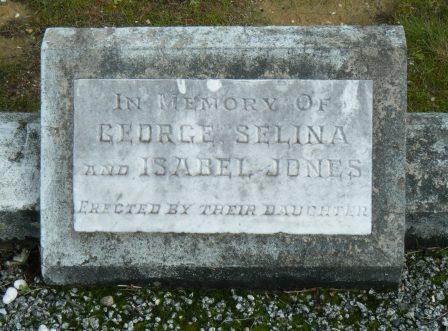 IN MEMORY OF
GEORGE SELINA
AND ISABEL JONES
ERECTED BY THEIR DAUGHTER